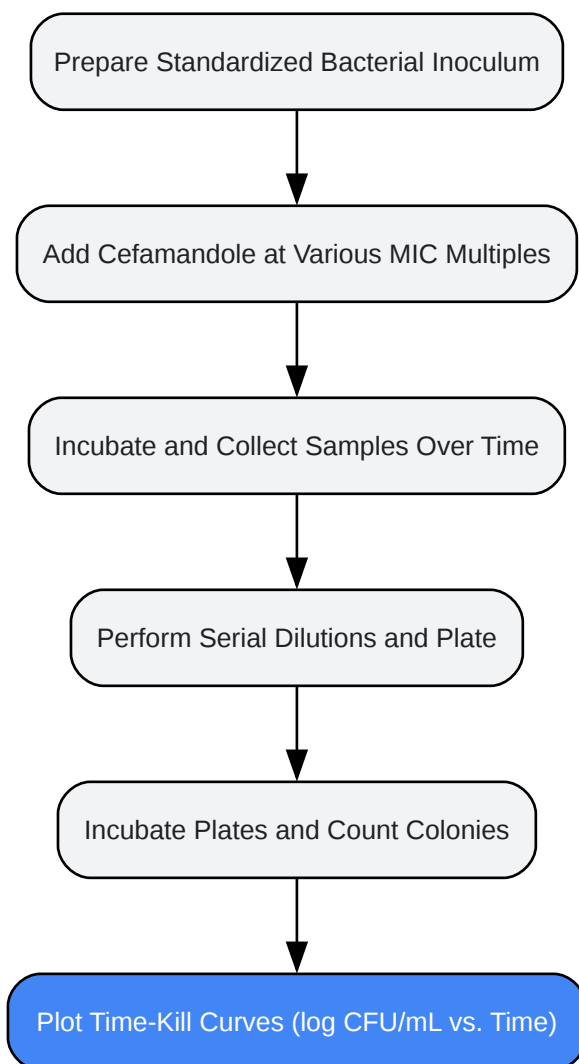 Prepare Standardized Bacterial Inoculum
Add Cefamandole at Various MIC Multiples
Incubate and Collect Samples Over Time
Perform Serial Dilutions and Plate
Incubate Plates and Count Colonies
Plot Time-Kill Curves (log CFU/mL vs. Time)